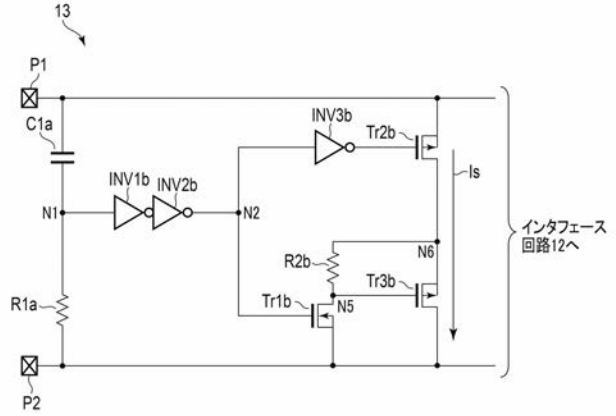 13
P1
C1a
INV3b
Tr2b
Is
INV1b
INV2b
N1
N2
N6
インタフェース
回路12へ
R2b
R1a
Tr1b
N5
Tr3b
P2